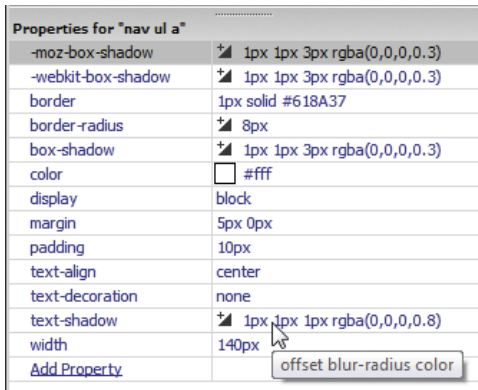 Properties for "nav ul a"
-moz-box-shadow 1px 1px 3px rgba(0,0,0,0.3)
-webkit-box-shadow 1px 1px 3px rgba(0,0,0,0.3)
border 1px solid #618A37
border-radius 8px
box-shadow 1px 1px 3px rgba(0,0,0,0.3)
color #fff
display block
margin 5px 0px
padding 10px
text-align center
text-decoration none
text-shadow 1px 1px 1px rgba(0,0,0,0.8)
width 140px
offset blur-radius color
Add Property